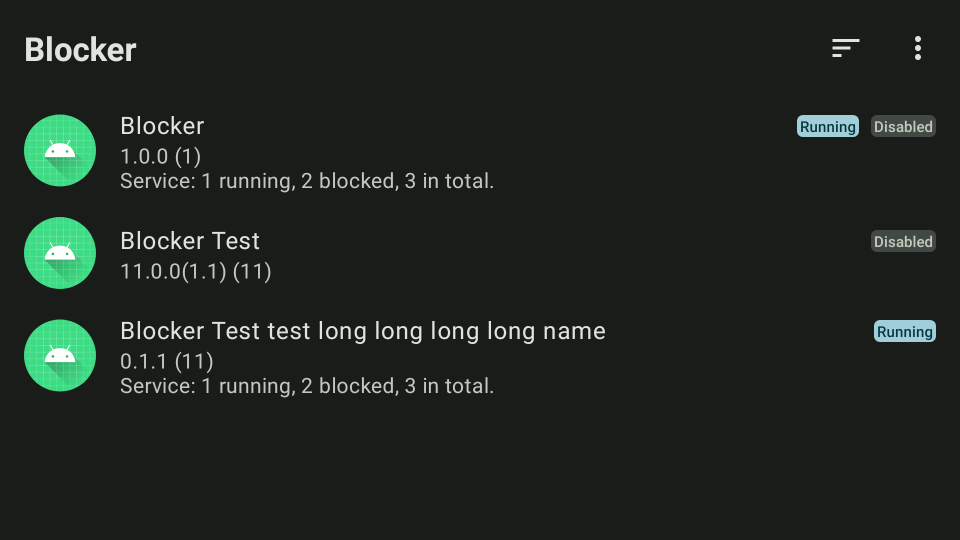 Blocker
Blocker Running Disabled
1.0.0 (1)
Service: 1 running, 2 blocked, 3 in total.
Blocker Test Disabled
11.0.0(1.1) (11)
Blocker Test test long long long long name Running
0.1.1 (11)
Service: 1 running, 2 blocked, 3 in total.